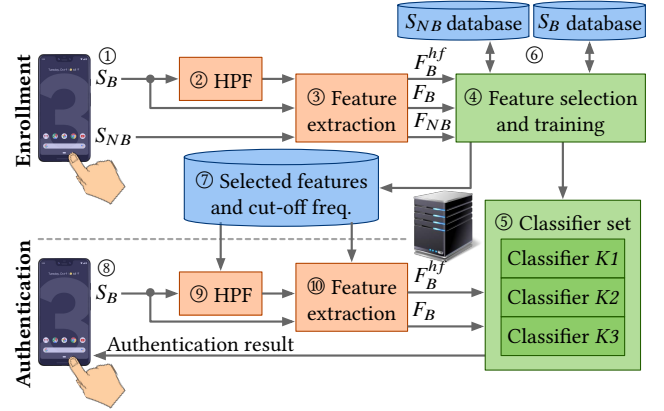 S_NB database
S_B database
Enrollment
①
S_B
② HPF
F_B^hf
⑥
③ Feature
extraction
F_B
④ Feature selection
and training
S_NB
F_NB
⑦ Selected features
and cut-off freq.
⑤ Classifier set
Classifier K1
Classifier K2
Classifier K3
Authentication
⑧
S_B
⑨ HPF
⑩ Feature
extraction
F_B^hf
F_B
Authentication result